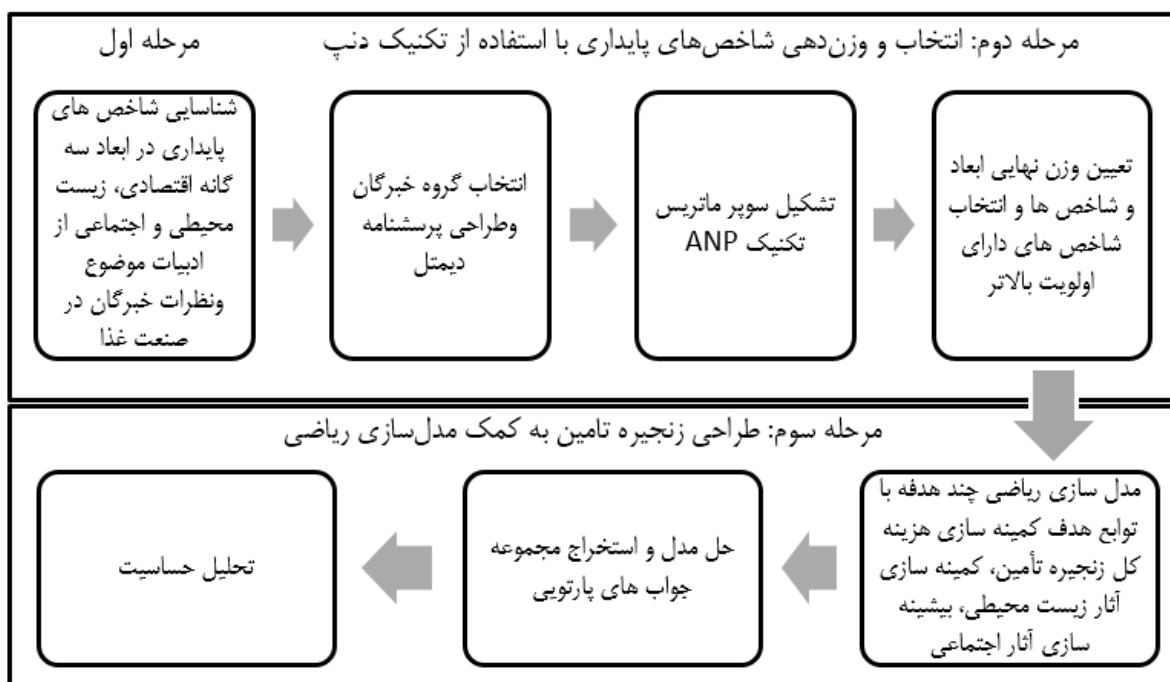 مرحله اول
مرحله دوم: انتخاب و وزن‌دهی شاخص‌های پایداری با استفاده از تکنیک دنپ
شناسایی شاخص های
پایداری در ابعاد سه
گانه اقتصادی، زیست
محیطی و اجتماعی از
ادبیات موضوع
ونظرات خبرگان در
صنعت غذا
انتخاب گروه خبرگان
وطراحی پرسشنامه
دیمتل
تشکیل سوپر ماتریس
تکنیک ANP
تعیین وزن نهایی ابعاد
و شاخص ها و انتخاب
شاخص های دارای
اولویت بالاتر
مرحله سوم: طراحی زنجیره تامین به کمک مدل‌سازی ریاضی
مدل سازی ریاضی چند هدفه با
توابع هدف کمینه سازی هزینه
کل زنجیره تأمین، کمینه سازی
آثار زیست محیطی، بیشینه
سازی آثار اجتماعی
حل مدل و استخراج مجموعه
جواب های پارتویی
تحلیل حساسیت